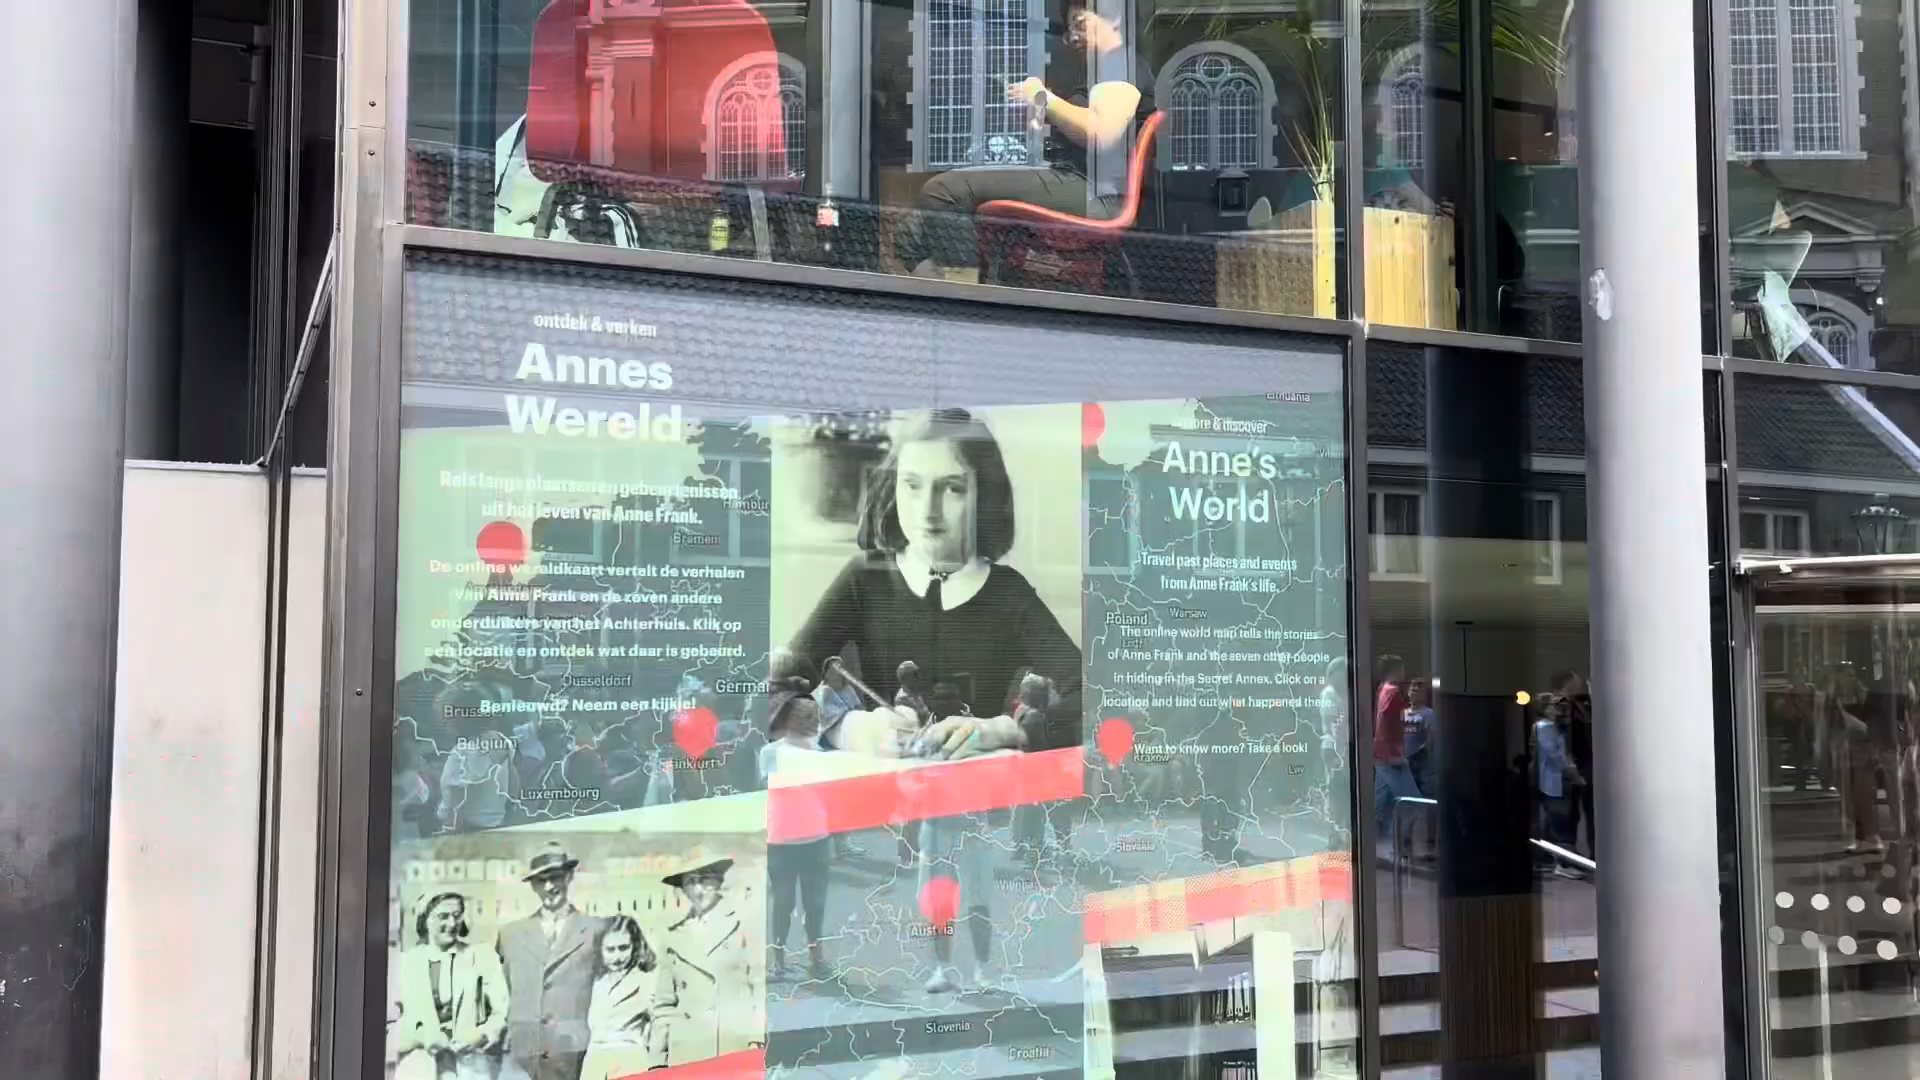 ontdek & verken
Annes
Wereld
Reis langs plaatsen en gebeurtenissen
uit het leven van Anne Frank.
De online wereldkaart vertelt de verhalen
van Anne Frank en de zeven andere
onderduikers van het Achterhuis. Klik op
een locatie en ontdek wat daar is gebeurd.
Benieuwd? Neem een kijkje!
Bremen
Dusseldorf
Belgium
Luxembourg
& discover
Anne's
World
Travel past places and events
from Anne Frank's life.
The online world map tells the stories
of Anne Frank and the seven other people
in hiding in the Secret Annex. Click on a
location and find out what happened there.
Want to know more? Take a look!
Lithuania
Poland
Warsaw
Krakow
Lviv
Slovakia
Austria
Slovenia
Croatia